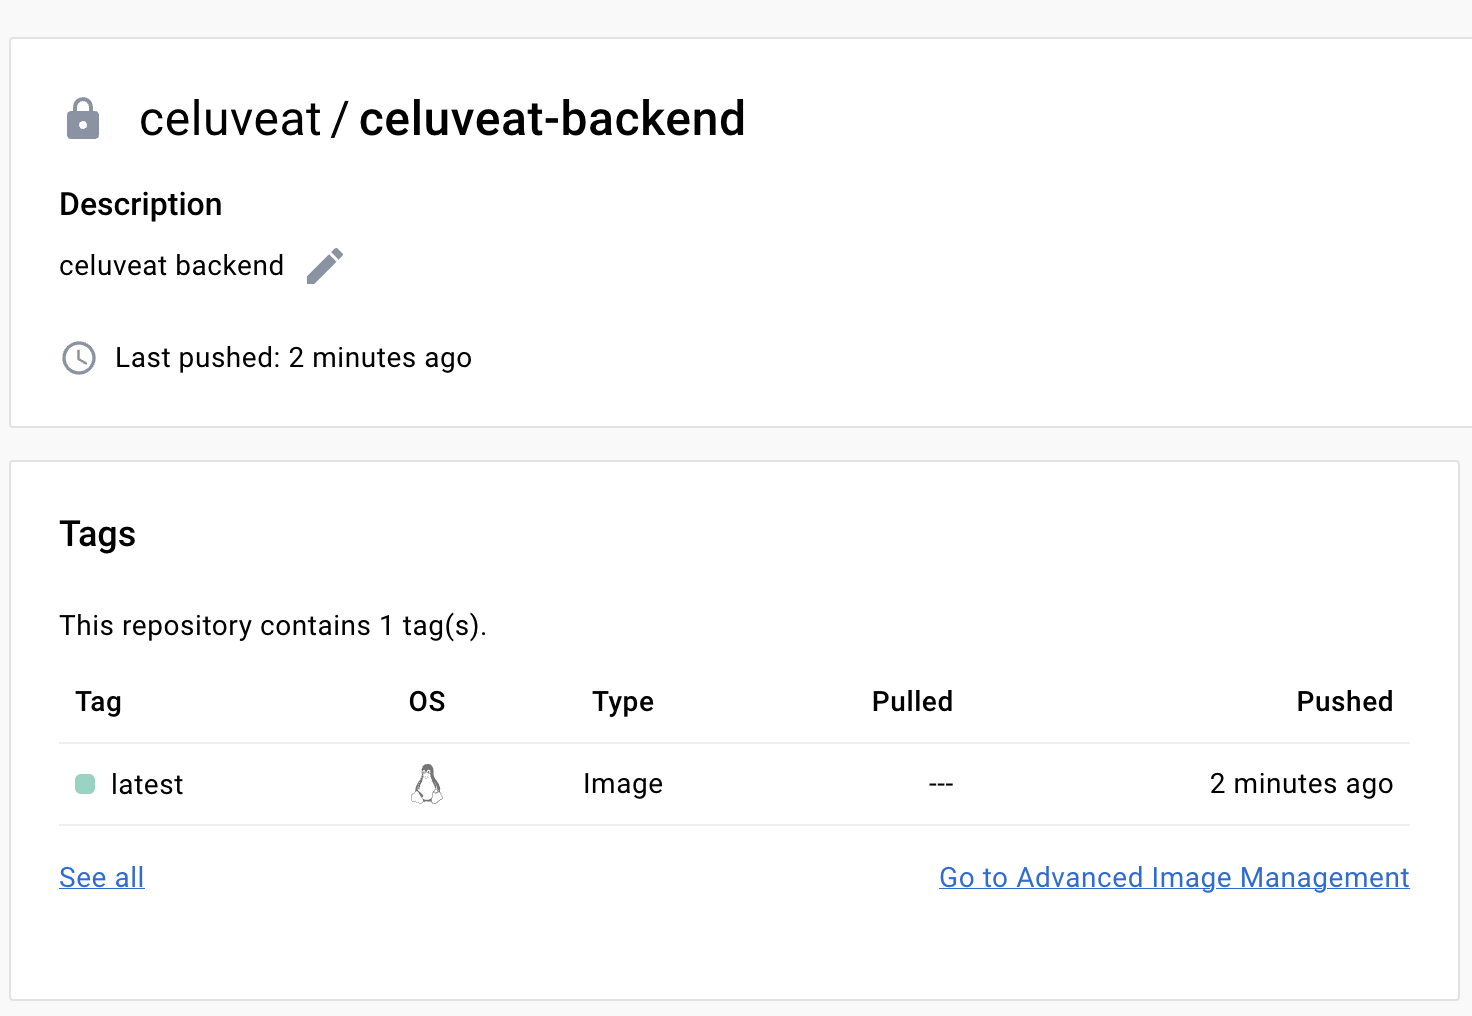 celuveat / celuveat-backend
Description
celuveat backend
Last pushed: 2 minutes ago
Tags
This repository contains 1 tag(s).
Tag OS Type Pulled Pushed
latest Image --- 2 minutes ago
See all Go to Advanced Image Management